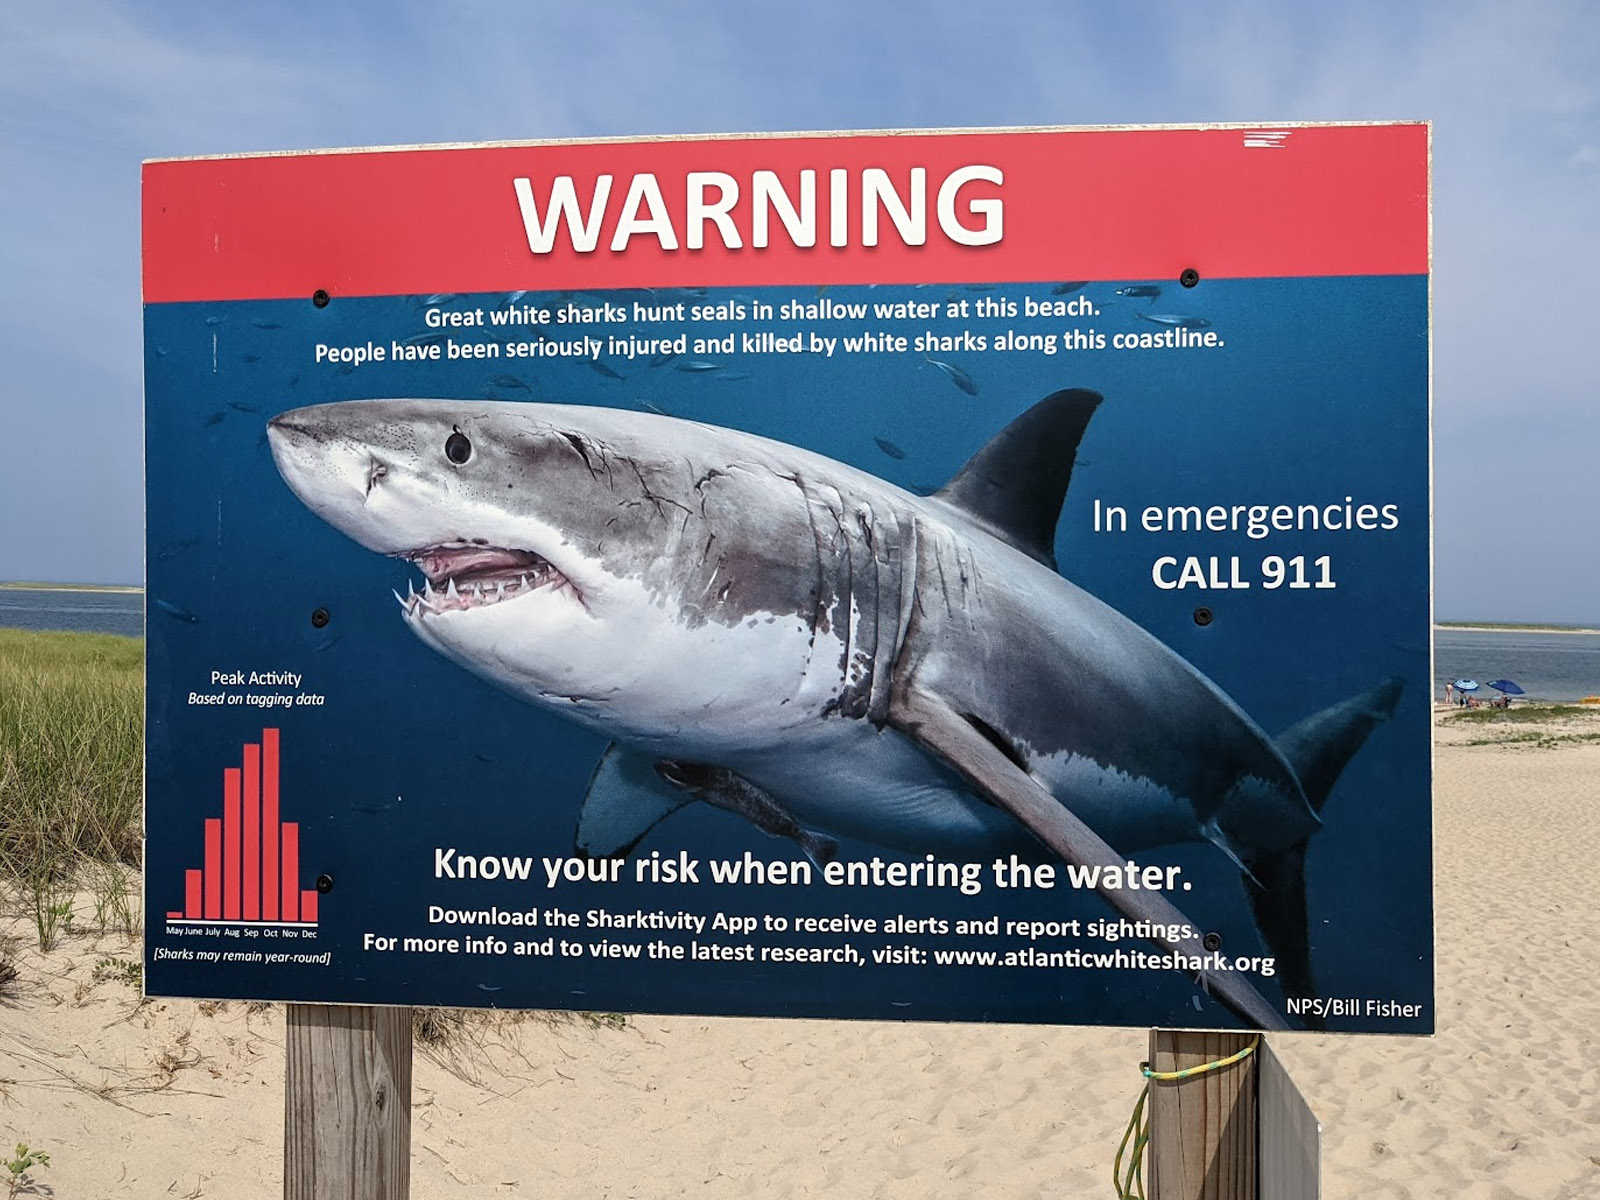 WARNING
Great white sharks hunt seals in shallow water at this beach.
People have been seriously injured and killed by white sharks along this coastline.
In emergencies
CALL 911
Peak Activity
Based on tagging data
May June July Aug Sep Oct Nov Dec
[Sharks may remain year-round]
Know your risk when entering the water.
Download the Sharktivity App to receive alerts and report sightings.
For more info and to view the latest research, visit: www.atlanticwhiteshark.org
NPS/Bill Fisher